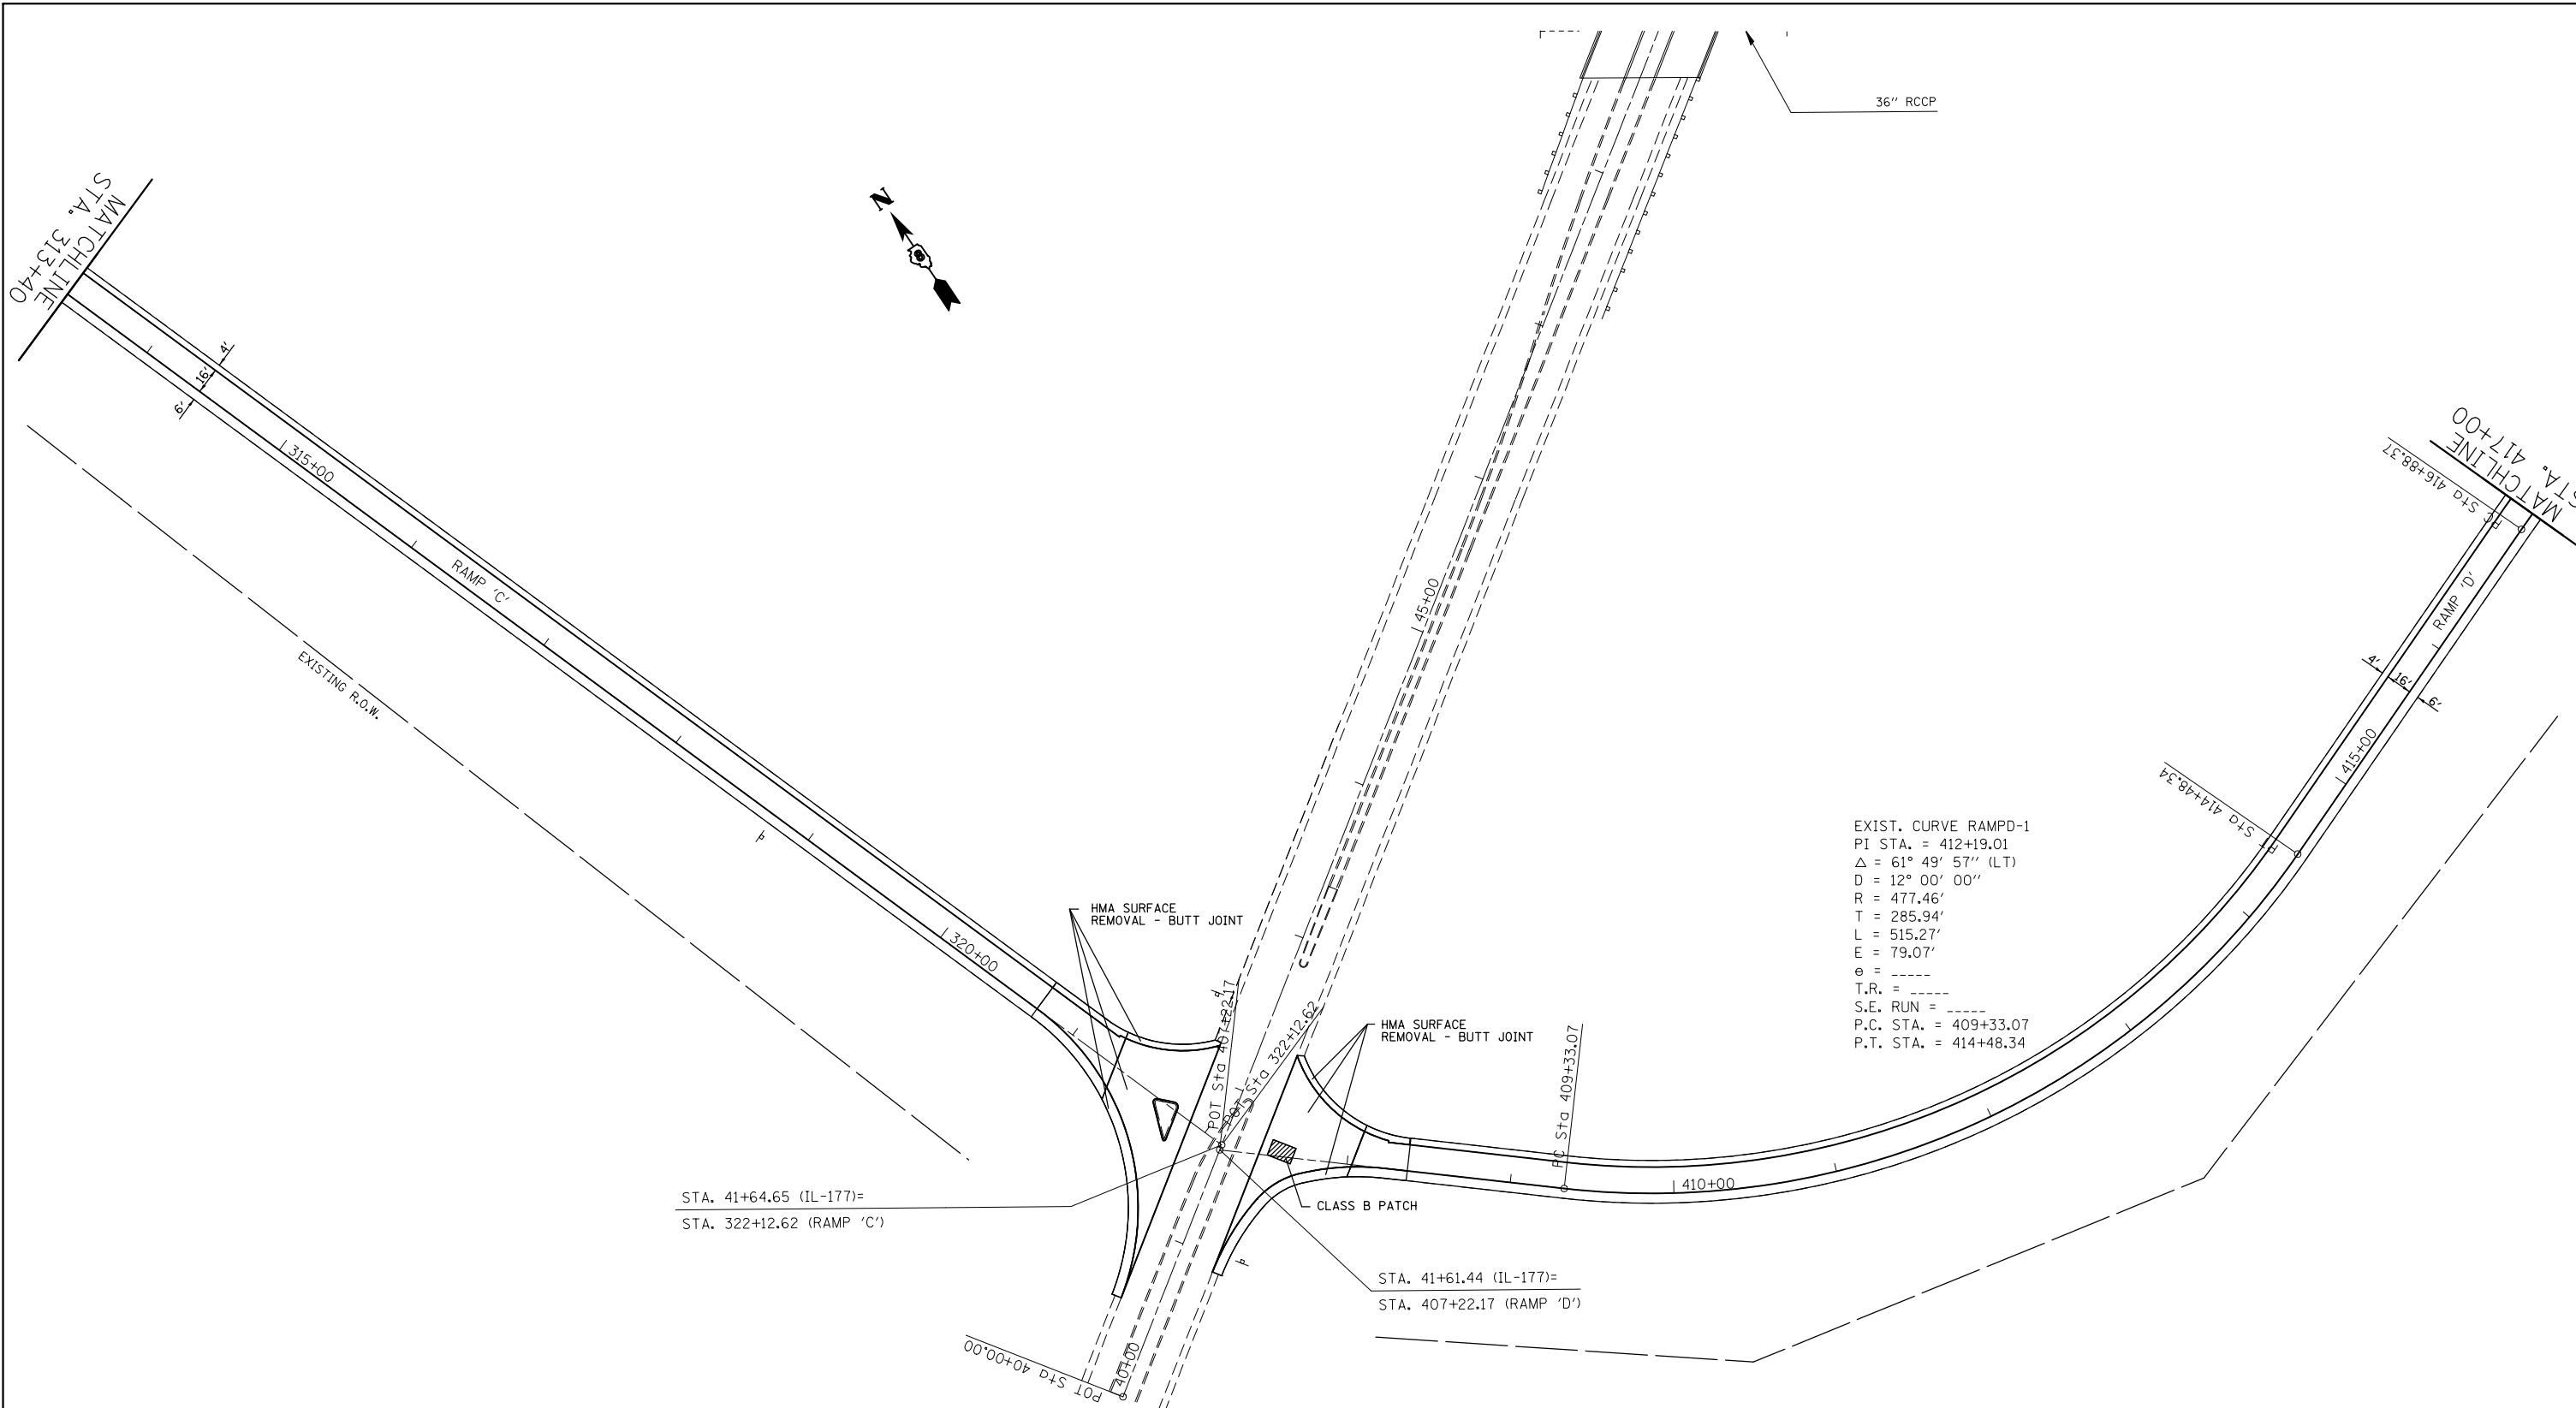 36" RCCP
N
8
MATCHLINE
STA. 313+40
4'
16'
6'
315+00
RAMP 'C'
EXISTING R.O.W.
45+00
MATCHLINE
STA. 417+00
PC Sta 416+88.37
RAMP 'D'
4'
16'
6'
415+00
PT Sta 414+48.34
EXIST. CURVE RAMPD-1
PI STA. = 412+19.01
Δ = 61° 49' 57" (LT)
D = 12° 00' 00"
R = 477.46'
T = 285.94'
L = 515.27'
E = 79.07'
e = _____
T.R. = _____
S.E. RUN = _____
P.C. STA. = 409+33.07
P.T. STA. = 414+48.34
HMA SURFACE
REMOVAL - BUTT JOINT
320+00
POT Sta 407+22.17
POT Sta 322+12.62
HMA SURFACE
REMOVAL - BUTT JOINT
PC Sta 409+33.07
410+00
CLASS B PATCH
STA. 41+64.65 (IL-177)=
STA. 322+12.62 (RAMP 'C')
STA. 41+61.44 (IL-177)=
STA. 407+22.17 (RAMP 'D')
40+00
POT Sta 40+00.00